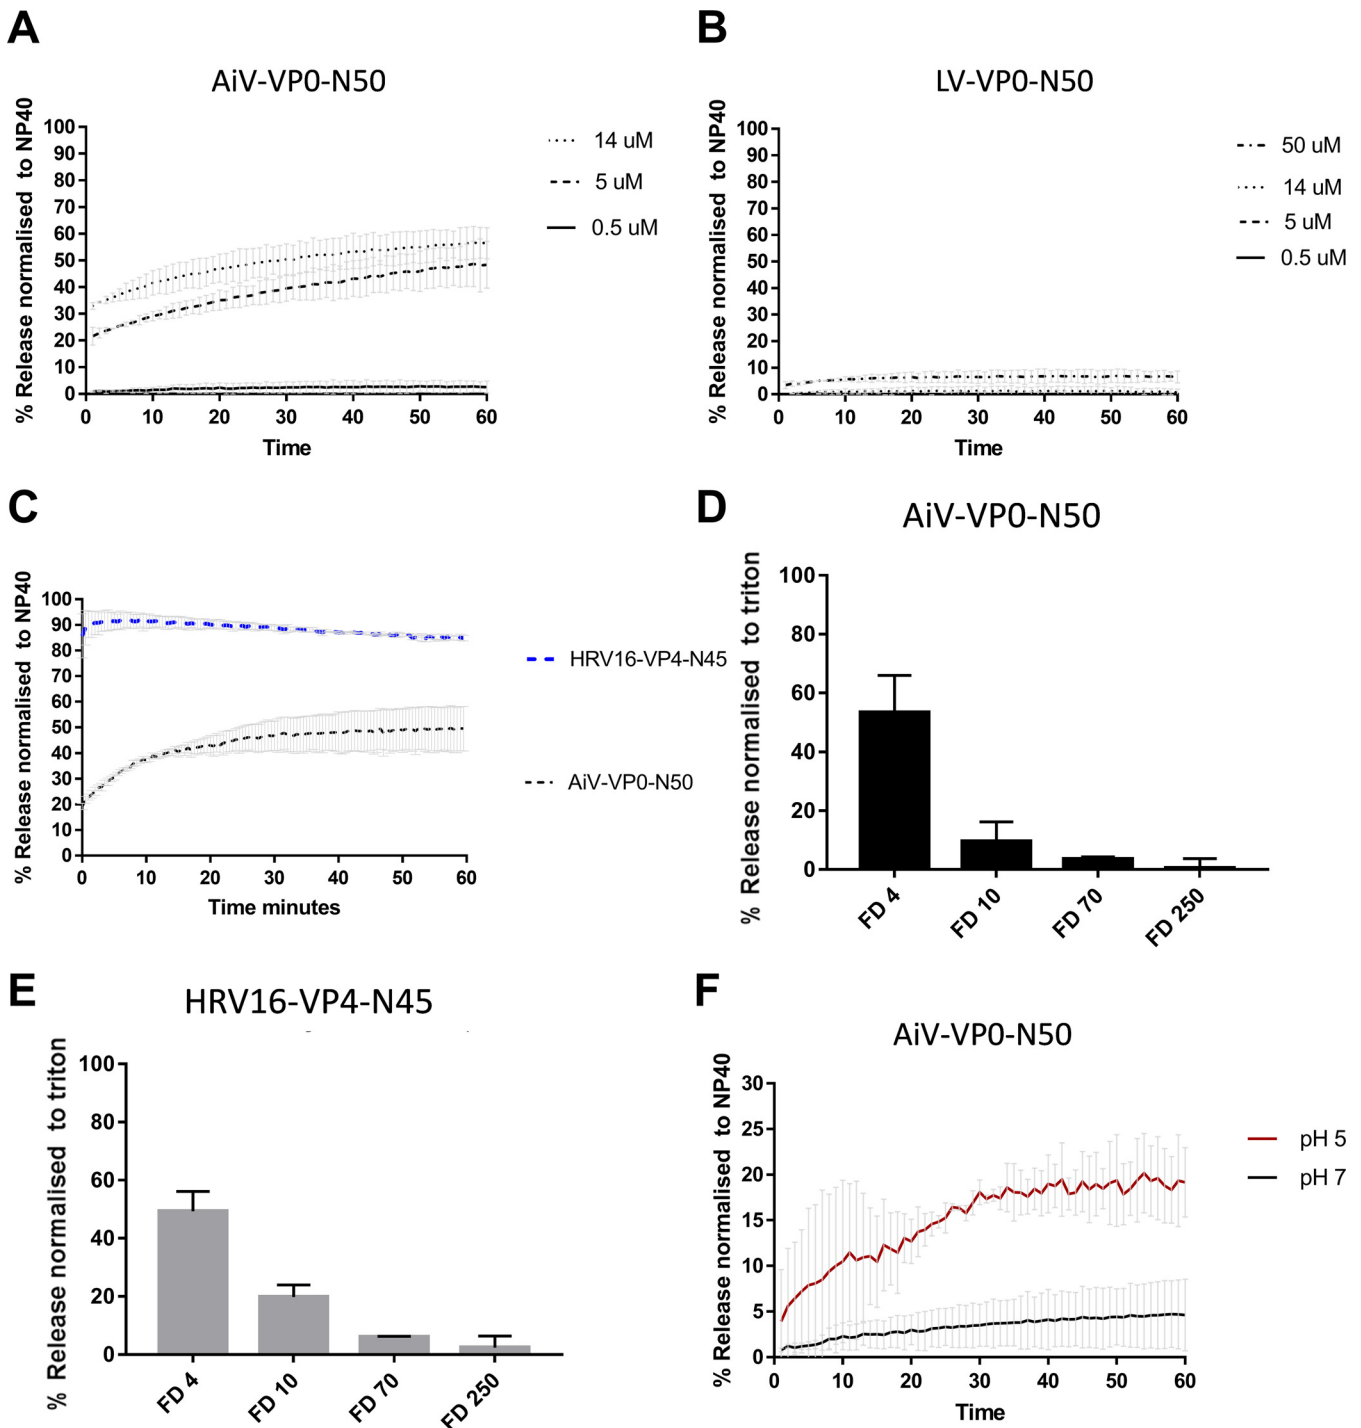 A
AiV-VP0-N50
% Release normalised to NP40
100
90
80
70
60
50
40
30
20
10
0
0 10 20 30 40 50 60
Time
14 uM
5 uM
0.5 uM
B
LV-VP0-N50
% Release normalised to NP40
100
90
80
70
60
50
40
30
20
10
0
0 10 20 30 40 50 60
Time
50 uM
14 uM
5 uM
0.5 uM
C
% Release normalised to NP40
100
90
80
70
60
50
40
30
20
10
0
0 10 20 30 40 50 60
Time minutes
HRV16-VP4-N45
AiV-VP0-N50
D
AiV-VP0-N50
% Release normalised to triton
100
80
60
40
20
0
FD 4 FD 10 FD 70 FD 250
E
HRV16-VP4-N45
% Release normalised to triton
100
80
60
40
20
0
FD 4 FD 10 FD 70 FD 250
F
AiV-VP0-N50
% Release normalised to NP40
30
25
20
15
10
5
0
0 10 20 30 40 50 60
Time
pH 5
pH 7